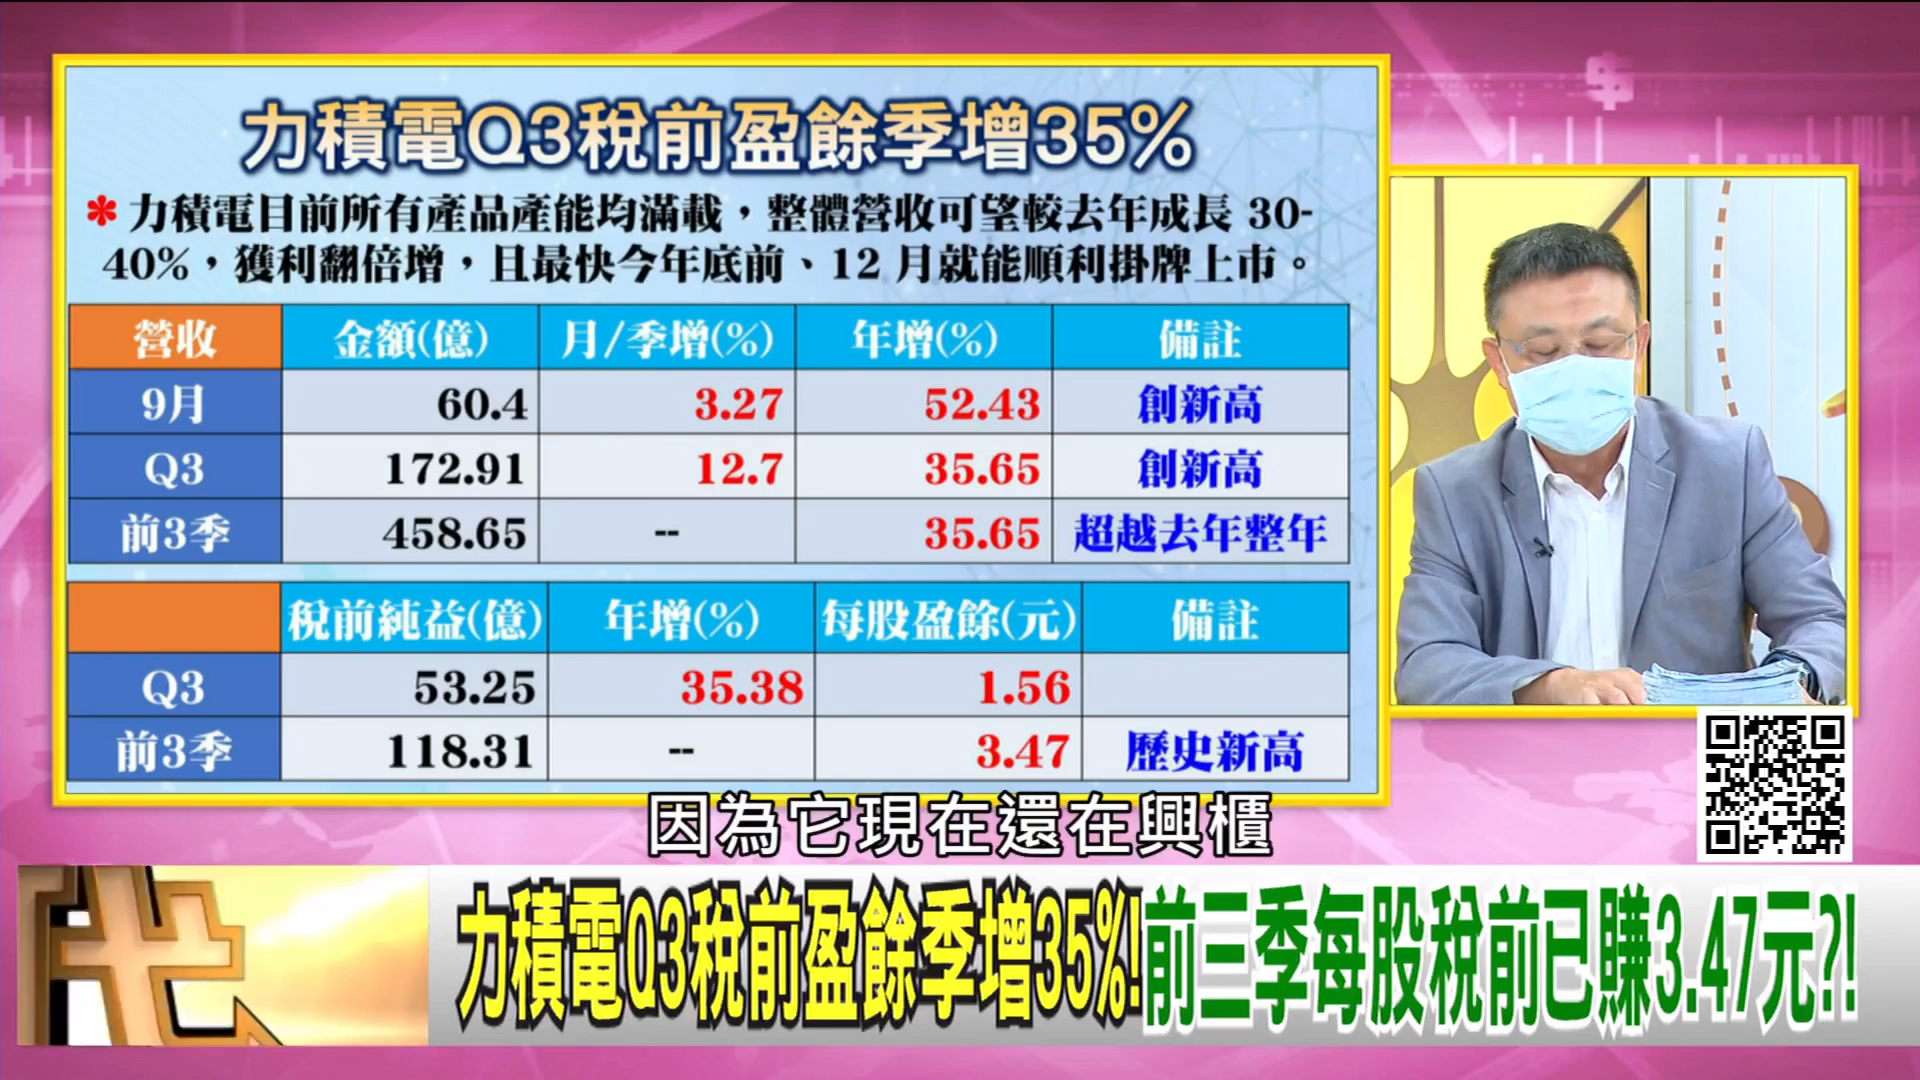 力積電Q3稅前盈餘季增35%
* 力積電目前所有產品產能均滿載，整體營收可望較去年成長 30-
40%，獲利翻倍增，且最快今年底前、12 月就能順利掛牌上市。
營收 金額(億) 月/季增(%) 年增(%) 備註
9月 60.4 3.27 52.43 創新高
Q3 172.91 12.7 35.65 創新高
前3季 458.65 -- 35.65 超越去年整年
稅前純益(億) 年增(%) 每股盈餘(元) 備註
Q3 53.25 35.38 1.56
前3季 118.31 -- 3.47 歷史新高
因為它現在還在興櫃
力積電Q3稅前盈餘季增35%!前三季每股稅前已賺3.47元?!